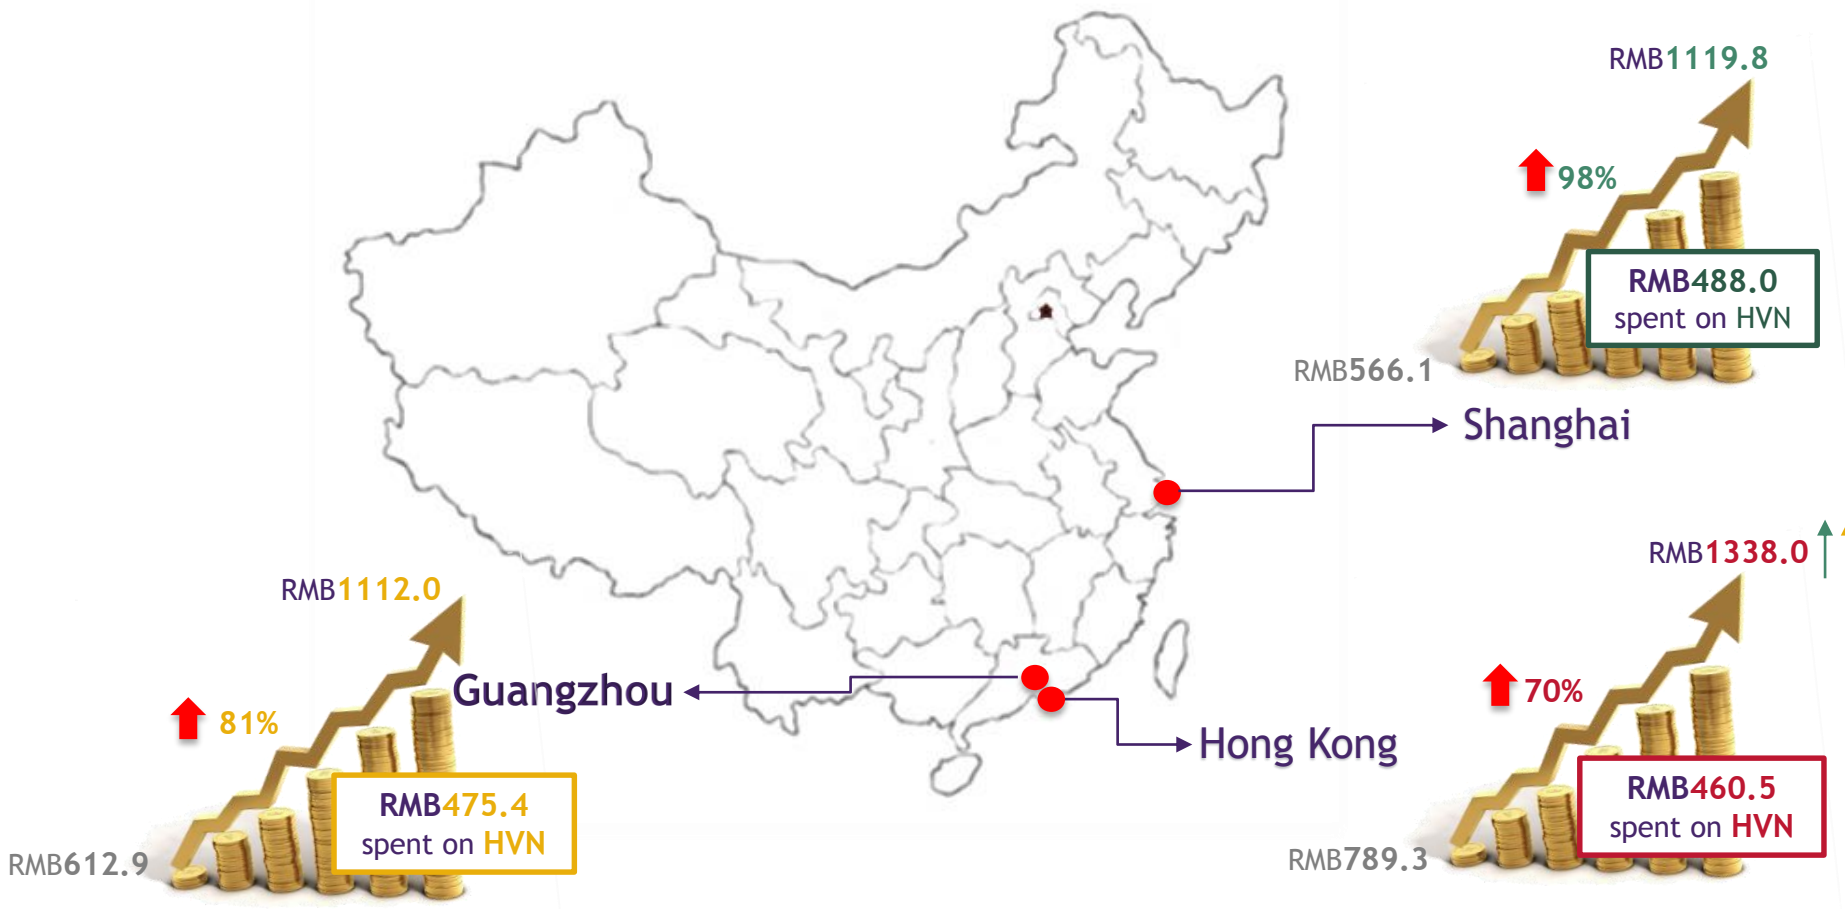 RMB1119.8
98%
RMB488.0
spent on HVN
RMB566.1
Shanghai
RMB1338.0
70%
RMB460.5
spent on HVN
RMB789.3
Hong Kong
RMB1112.0
Guangzhou
81%
RMB475.4
spent on HVN
RMB612.9